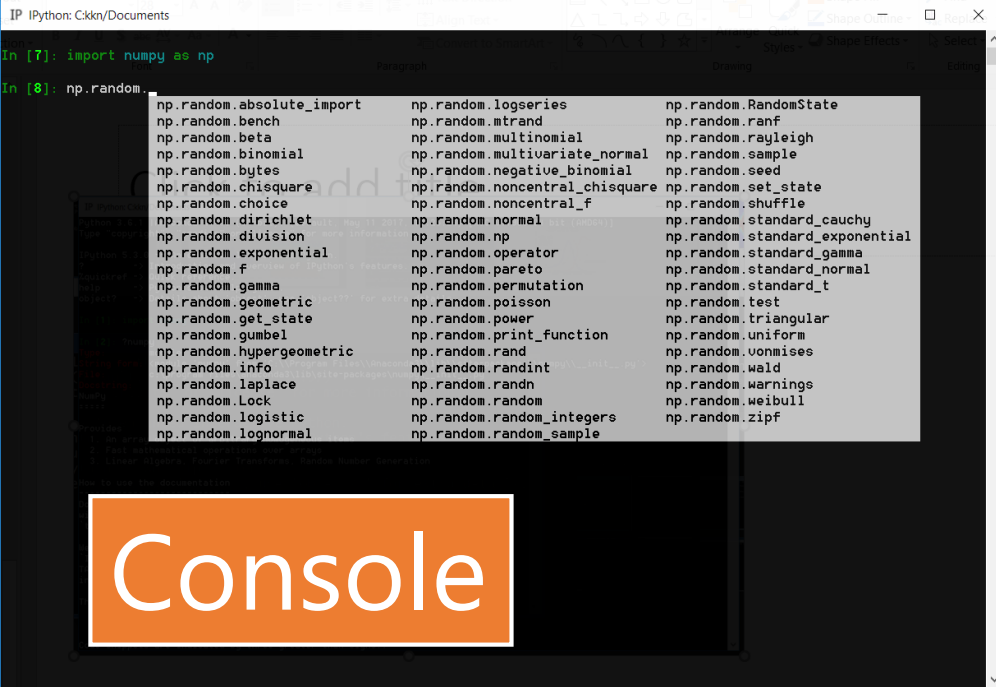 IPython: C:kkn/Documents
In [7]: import numpy as np
In [8]: np.random.
np.random.absolute_import np.random.logseries np.random.RandomState
np.random.bench np.random.mtrand np.random.ranf
np.random.beta np.random.multinomial np.random.rayleigh
np.random.binomial np.random.multivariate_normal np.random.sample
np.random.bytes np.random.negative_binomial np.random.seed
np.random.chisquare np.random.noncentral_chisquare np.random.set_state
np.random.choice np.random.noncentral_f np.random.shuffle
np.random.dirichlet np.random.normal np.random.standard_cauchy
np.random.division np.random.np np.random.standard_exponential
np.random.exponential np.random.operator np.random.standard_gamma
np.random.f np.random.pareto np.random.standard_normal
np.random.gamma np.random.permutation np.random.standard_t
np.random.geometric np.random.poisson np.random.test
np.random.get_state np.random.power np.random.triangular
np.random.gumbel np.random.print_function np.random.uniform
np.random.hypergeometric np.random.rand np.random.vonmises
np.random.info np.random.randint np.random.wald
np.random.laplace np.random.randn np.random.warnings
np.random.Lock np.random.random np.random.weibull
np.random.logistic np.random.random_integers np.random.zipf
np.random.lognormal np.random.random_sample
Console